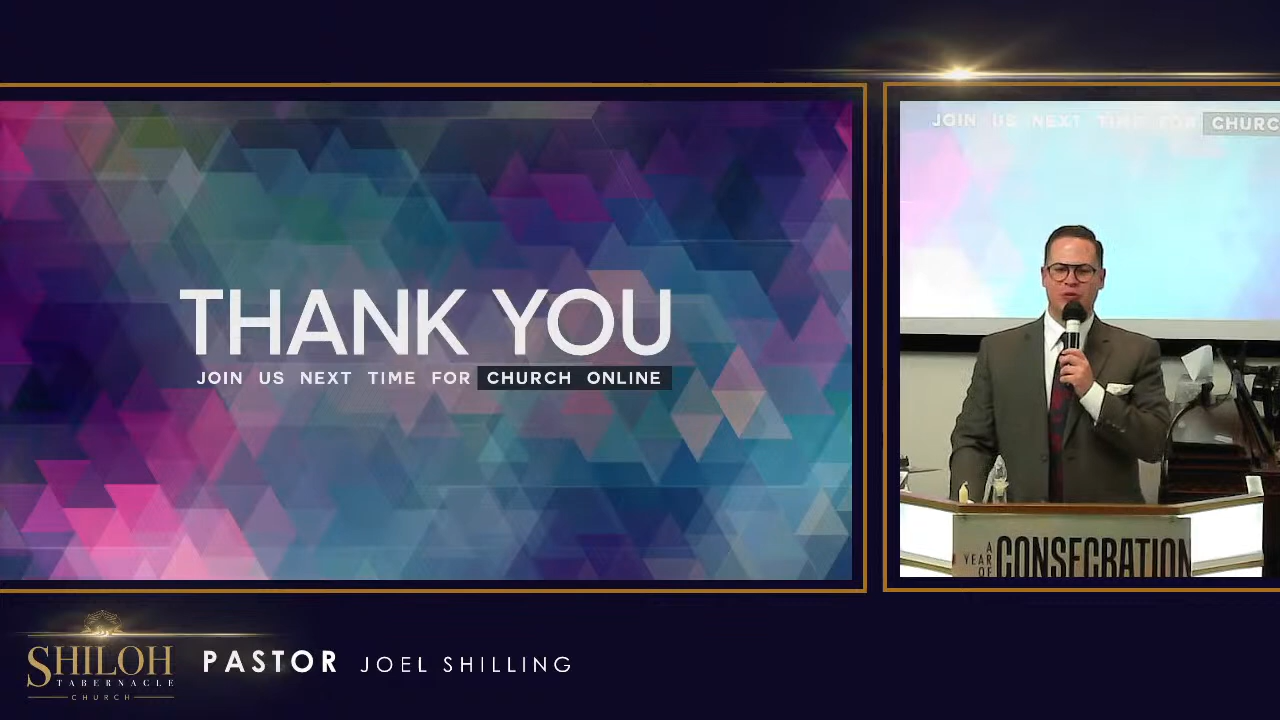 THANK YOU
JOIN US NEXT TIME FOR CHURCH ONLINE
JOIN US NEXT TIME FOR CHURC
A
YEAR
OF
CONSECRATION
SHILOH
TABERNACLE
CHURCH
PASTOR JOEL SHILLING